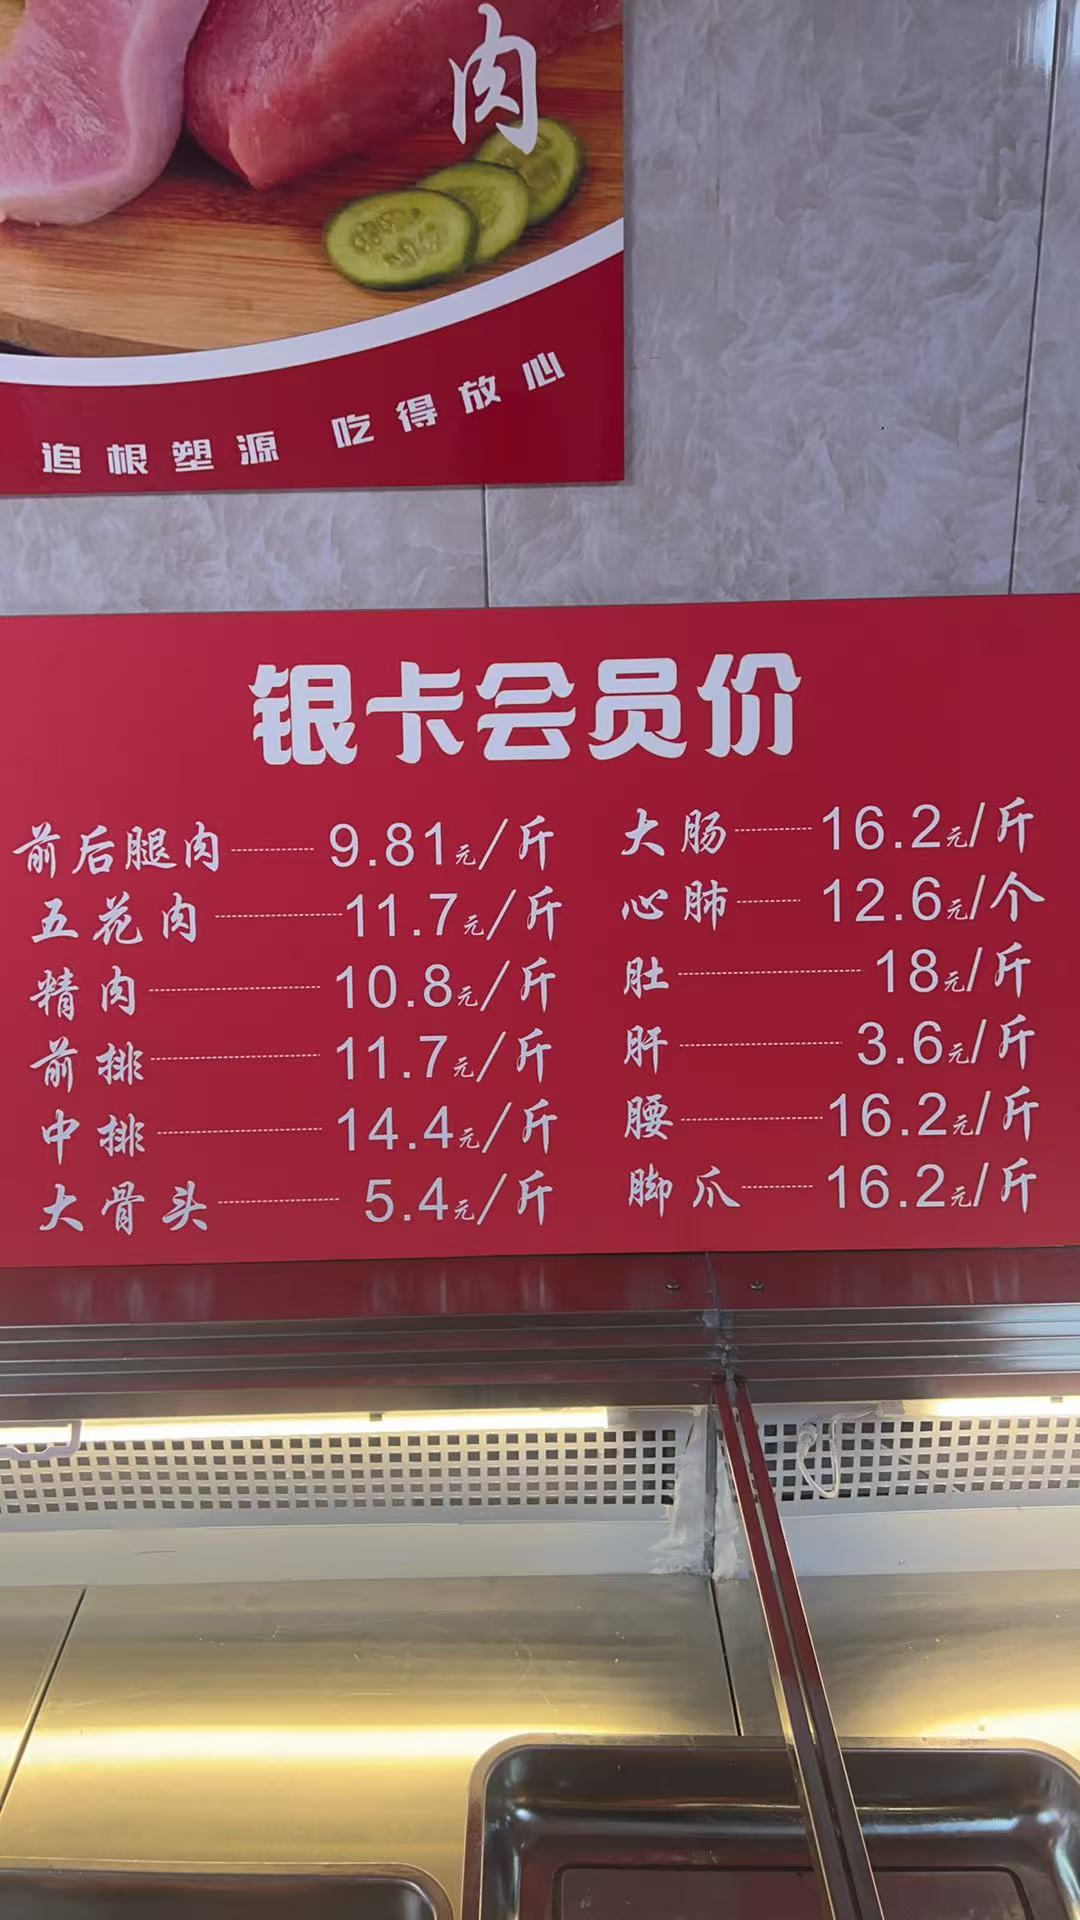 肉
追根塑源 吃得放心
银卡会员价
前后腿肉 9.81元/斤
五花肉 11.7元/斤
精肉 10.8元/斤
前排 11.7元/斤
中排 14.4元/斤
大骨头 5.4元/斤
大肠 16.2元/斤
心肺 12.6元/个
肚 18元/斤
肝 3.6元/斤
腰 16.2元/斤
脚爪 16.2元/斤